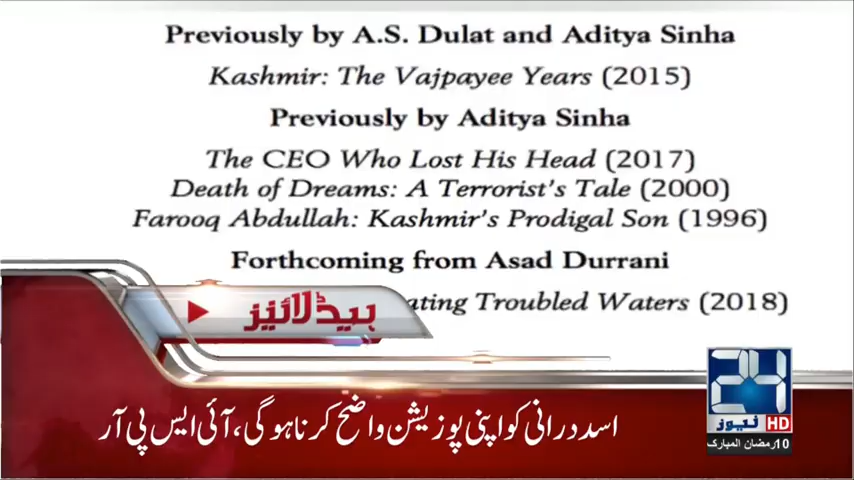 Previously by A.S. Dulat and Aditya Sinha
Kashmir: The Vajpayee Years (2015)
Previously by Aditya Sinha
The CEO Who Lost His Head (2017)
Death of Dreams: A Terrorist's Tale (2000)
Farooq Abdullah: Kashmir's Prodigal Son (1996)
Forthcoming from Asad Durrani
Troubled Waters (2018)
ہیڈلائنز
اسد درانی کو اپنی پوزیشن واضح کرنا ہوگی، آئی ایس پی آر
24
نیوز HD
10 رمضان المبارک